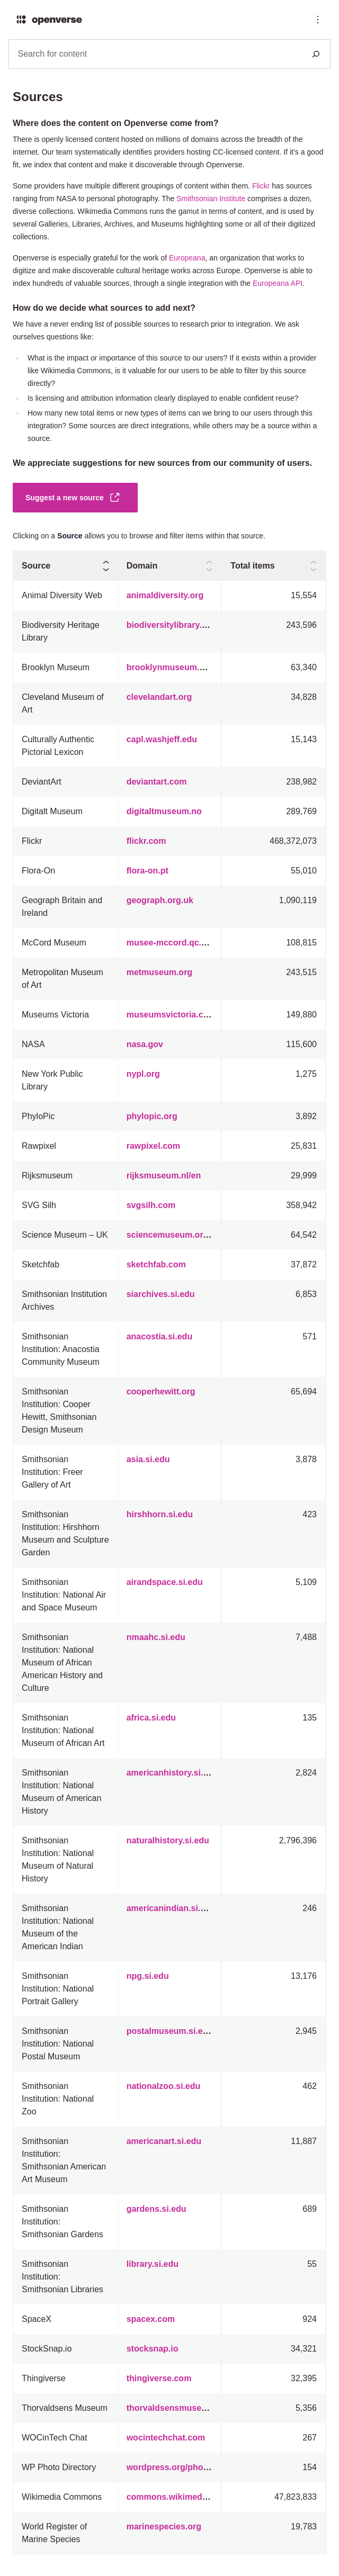 openverse
Search for content
Sources
Where does the content on Openverse come from?
There is openly licensed content hosted on millions of domains across the breadth of the
internet. Our team systematically identifies providers hosting CC-licensed content. If it's a good
fit, we index that content and make it discoverable through Openverse.
Some providers have multiple different groupings of content within them. Flickr has sources
ranging from NASA to personal photography. The Smithsonian Institute comprises a dozen,
diverse collections. Wikimedia Commons runs the gamut in terms of content, and is used by
several Galleries, Libraries, Archives, and Museums highlighting some or all of their digitized
collections.
Openverse is especially grateful for the work of Europeana, an organization that works to
digitize and make discoverable cultural heritage works across Europe. Openverse is able to
index hundreds of valuable sources, through a single integration with the Europeana API.
How do we decide what sources to add next?
We have a never ending list of possible sources to research prior to integration. We ask
ourselves questions like:
What is the impact or importance of this source to our users? If it exists within a provider
like Wikimedia Commons, is it valuable for our users to be able to filter by this source
directly?
Is licensing and attribution information clearly displayed to enable confident reuse?
How many new total items or new types of items can we bring to our users through this
integration? Some sources are direct integrations, while others may be a source within a
source.
We appreciate suggestions for new sources from our community of users.
Suggest a new source
Clicking on a Source allows you to browse and filter items within that source.
Source Domain Total items
Animal Diversity Web animaldiversity.org 15,554
Biodiversity Heritage biodiversitylibrary.… 243,596
Library
Brooklyn Museum brooklynmuseum.… 63,340
Cleveland Museum of clevelandart.org 34,828
Art
Culturally Authentic capl.washjeff.edu 15,143
Pictorial Lexicon
DeviantArt deviantart.com 238,982
Digitalt Museum digitaltmuseum.no 289,769
Flickr flickr.com 468,372,073
Flora-On flora-on.pt 55,010
Geograph Britain and geograph.org.uk 1,090,119
Ireland
McCord Museum musee-mccord.qc.… 108,815
Metropolitan Museum metmuseum.org 243,515
of Art
Museums Victoria museumsvictoria.c… 149,880
NASA nasa.gov 115,600
New York Public nypl.org 1,275
Library
PhyloPic phylopic.org 3,892
Rawpixel rawpixel.com 25,831
Rijksmuseum rijksmuseum.nl/en 29,999
SVG Silh svgsilh.com 358,942
Science Museum – UK sciencemuseum.or… 64,542
Sketchfab sketchfab.com 37,872
Smithsonian Institution siarchives.si.edu 6,853
Archives
Smithsonian anacostia.si.edu 571
Institution: Anacostia
Community Museum
Smithsonian cooperhewitt.org 65,694
Institution: Cooper
Hewitt, Smithsonian
Design Museum
Smithsonian asia.si.edu 3,878
Institution: Freer
Gallery of Art
Smithsonian hirshhorn.si.edu 423
Institution: Hirshhorn
Museum and Sculpture
Garden
Smithsonian airandspace.si.edu 5,109
Institution: National Air
and Space Museum
Smithsonian nmaahc.si.edu 7,488
Institution: National
Museum of African
American History and
Culture
Smithsonian africa.si.edu 135
Institution: National
Museum of African Art
Smithsonian americanhistory.si.… 2,824
Institution: National
Museum of American
History
Smithsonian naturalhistory.si.edu 2,796,396
Institution: National
Museum of Natural
History
Smithsonian americanindian.si.… 246
Institution: National
Museum of the
American Indian
Smithsonian npg.si.edu 13,176
Institution: National
Portrait Gallery
Smithsonian postalmuseum.si.e… 2,945
Institution: National
Postal Museum
Smithsonian nationalzoo.si.edu 462
Institution: National
Zoo
Smithsonian americanart.si.edu 11,887
Institution:
Smithsonian American
Art Museum
Smithsonian gardens.si.edu 689
Institution:
Smithsonian Gardens
Smithsonian library.si.edu 55
Institution:
Smithsonian Libraries
SpaceX spacex.com 924
StockSnap.io stocksnap.io 34,321
Thingiverse thingiverse.com 32,395
Thorvaldsens Museum thorvaldsensmuse… 5,356
WOCinTech Chat wocintechchat.com 267
WP Photo Directory wordpress.org/pho… 154
Wikimedia Commons commons.wikimed… 47,823,833
World Register of marinespecies.org 19,783
Marine Species